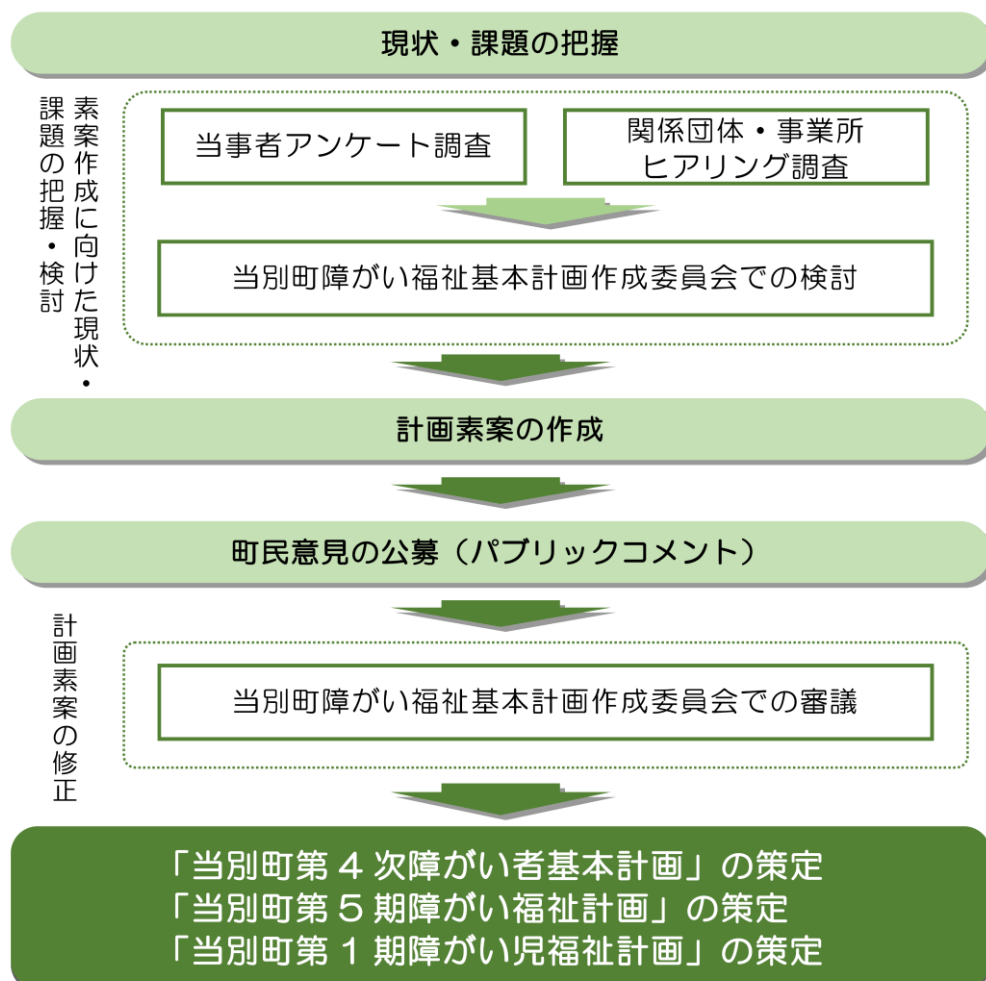 現状・課題の把握
素案作成に向けた現状・
課題の把握・検討
当事者アンケート調査
関係団体・事業所
ヒアリング調査
当別町障がい福祉基本計画作成委員会での検討
計画素案の作成
町民意見の公募（パブリックコメント）
計画素案の修正
当別町障がい福祉基本計画作成委員会での審議
「当別町第４次障がい者基本計画」の策定
「当別町第５期障がい福祉計画」の策定
「当別町第１期障がい児福祉計画」の策定